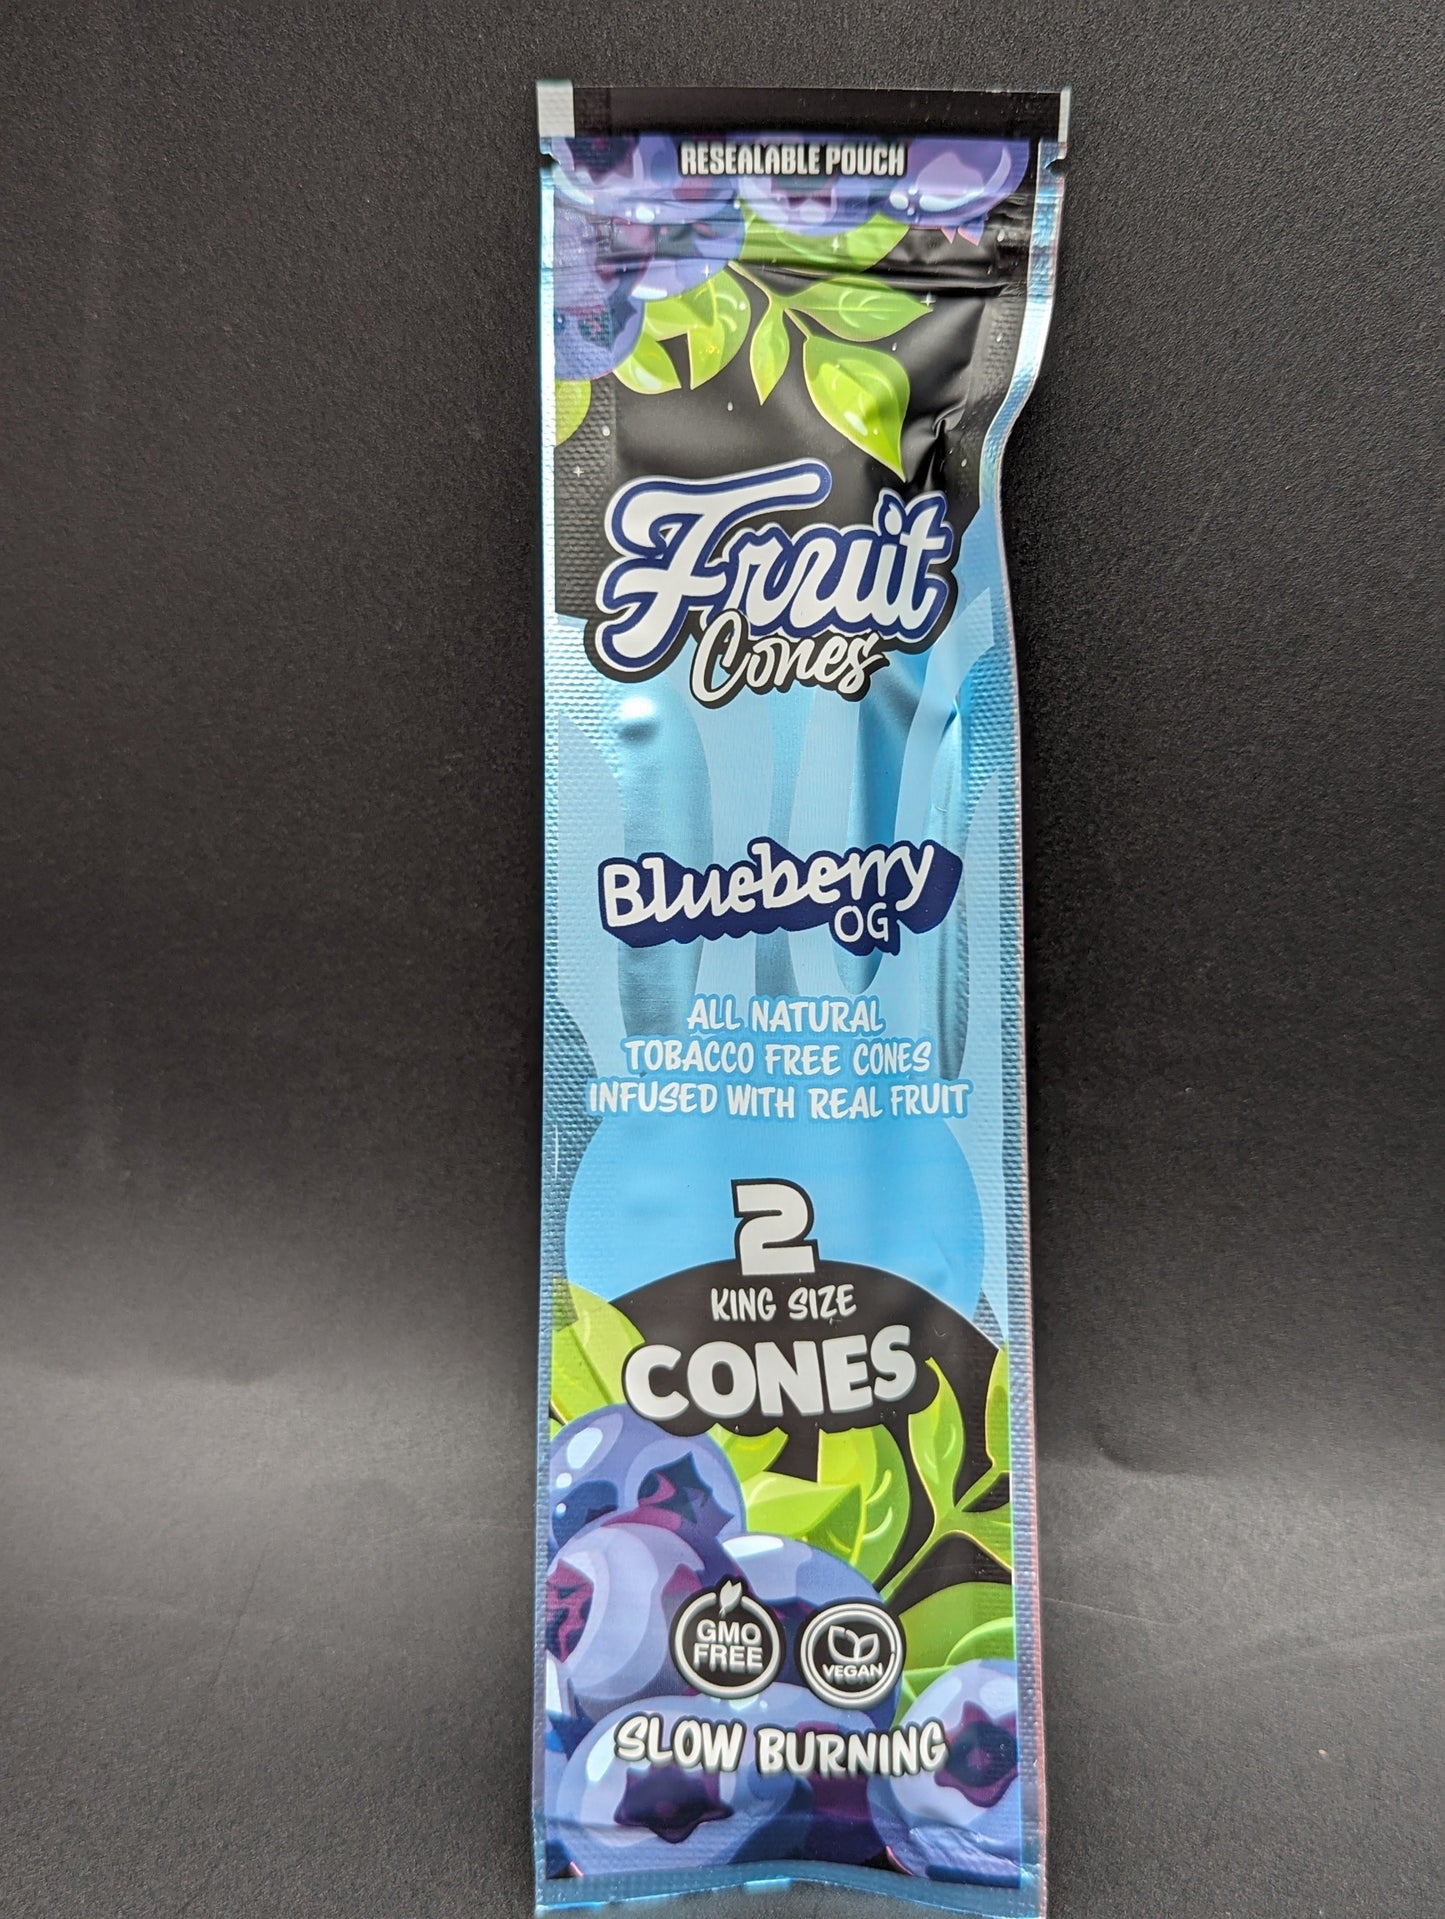 RESEALABLE POUCH
Fruit
Cones
Blueberry
OG
ALL NATURAL
TOBACCO FREE CONES
INFUSED WITH REAL FRUIT
2
KING SIZE
CONES
GMO
FREE
VEGAN
SLOW BURNING